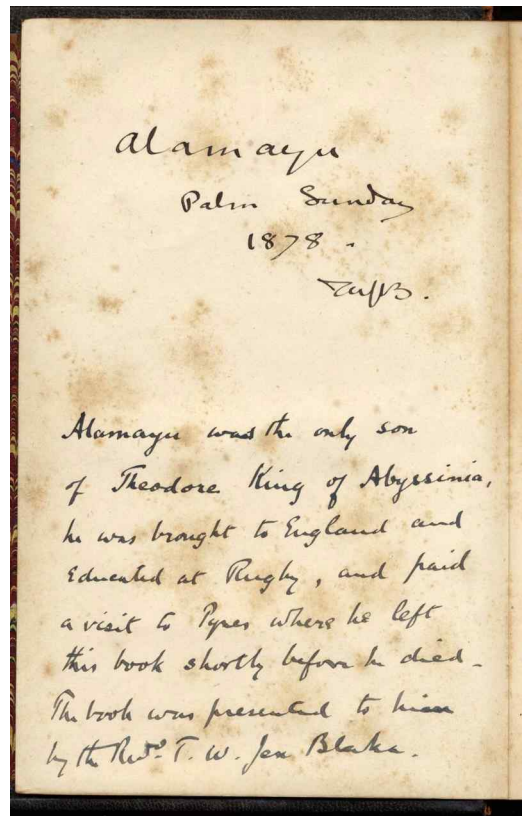 Alamayu
Palm Sunday
1878.
TWJB.
Alamayu was the only son
of Theodore King of Abyssinia,
he was brought to England and
Educated at Rugby, and paid
a visit to Pynes where he left
this book shortly before he died.
The book was presented to him
by the Revd. T. W. Jex Blake.